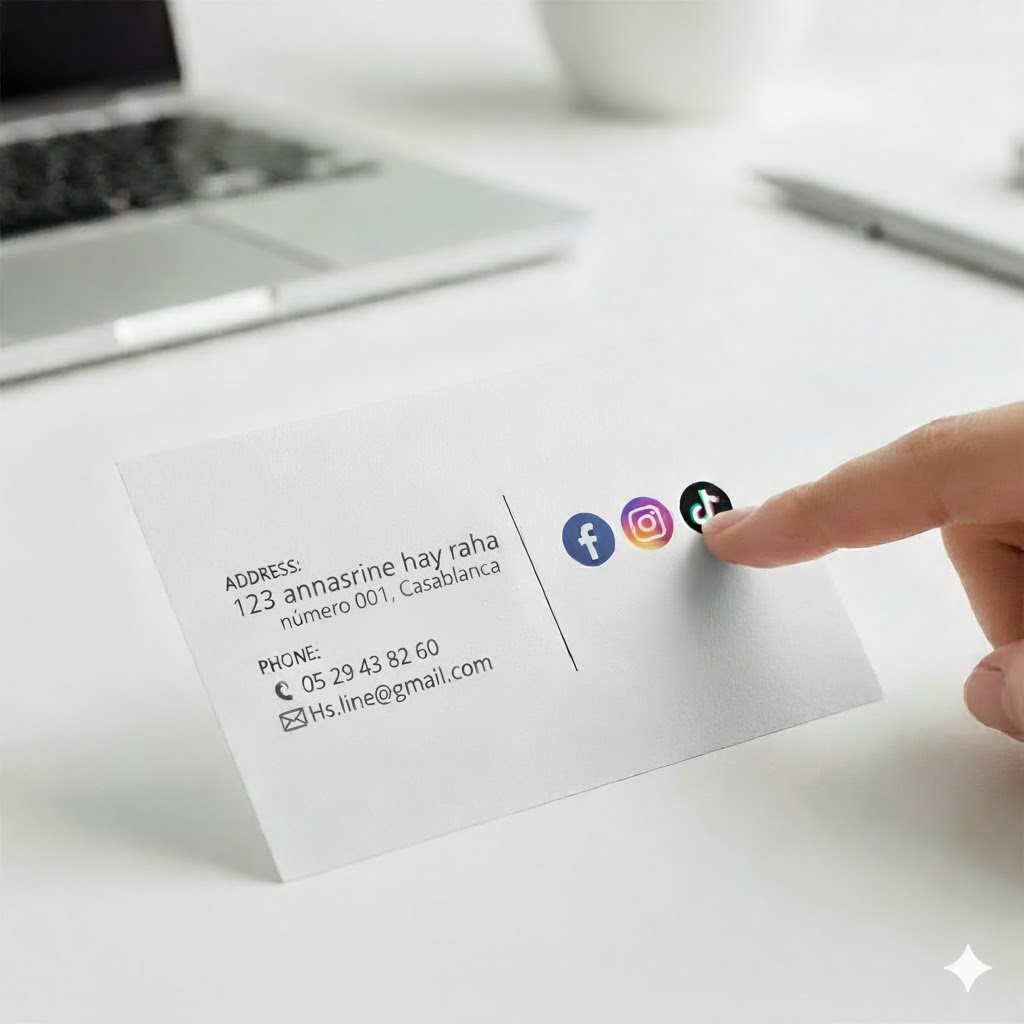 ADDRESS:
123 annasrine hay raha
número 001, Casablanca
PHONE:
05 29 43 82 60
Hs.line@gmail.com